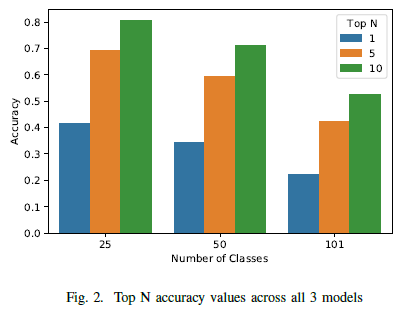 Top N
1
5
10
0.8
0.7
0.6
0.5
0.4
0.3
0.2
0.1
0.0
Accuracy
25 50 101
Number of Classes
Fig. 2. Top N accuracy values across all 3 models